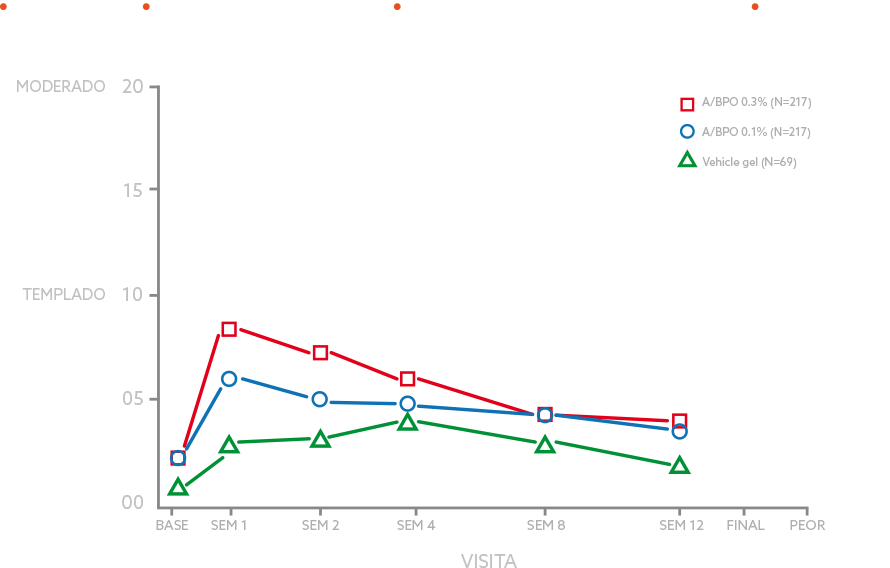 MODERADO 20
A/BPO 0.3% (N=217)
A/BPO 0.1% (N=217)
Vehicle gel (N=69)
15
TEMPLADO 10
05
00
BASE SEM 1 SEM 2 SEM 4 SEM 8 SEM 12 FINAL PEOR
VISITA